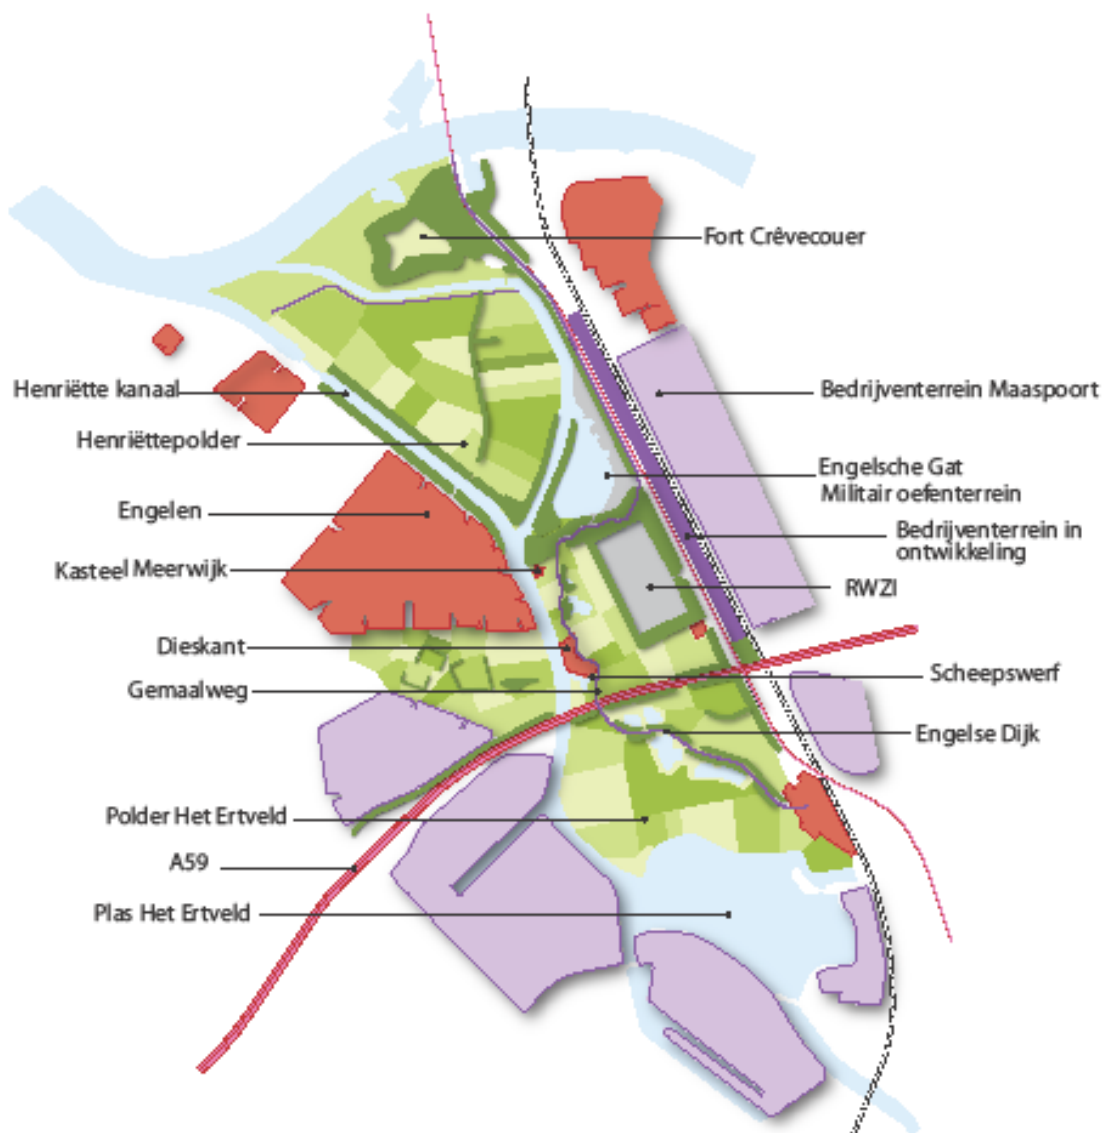 Fort Crêvecouer
Henriëtte kanaal
Bedrijventerrein Maaspoort
Henriëttepolder
Engelsche Gat
Militair oefenterrein
Engelen
Bedrijventerrein in
ontwikkeling
Kasteel Meerwijk
RWZI
Dieskant
Scheepswerf
Gemaalweg
Engelse Dijk
Polder Het Ertveld
A59
Plas Het Ertveld